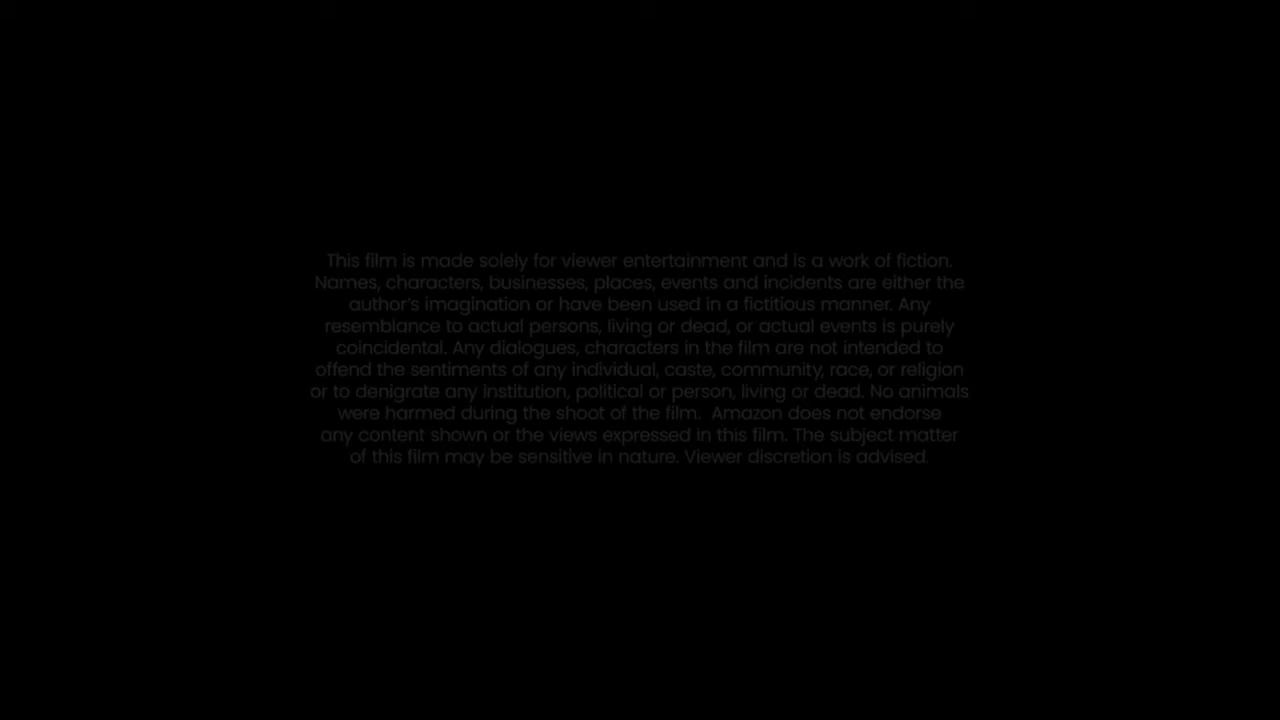 This film is made solely for viewer entertainment and is a work of fiction.
Names, characters, businesses, places, events and incidents are either the
author's imagination or have been used in a fictitious manner. Any
resemblance to actual persons, living or dead, or actual events is purely
coincidental. Any dialogues, characters in the film are not intended to
offend the sentiments of any individual, caste, community, race, or religion
or to denigrate any institution, political or person, living or dead. No animals
were harmed during the shoot of the film.  Amazon does not endorse
any content shown or the views expressed in this film. The subject matter
of this film may be sensitive in nature. Viewer discretion is advised.